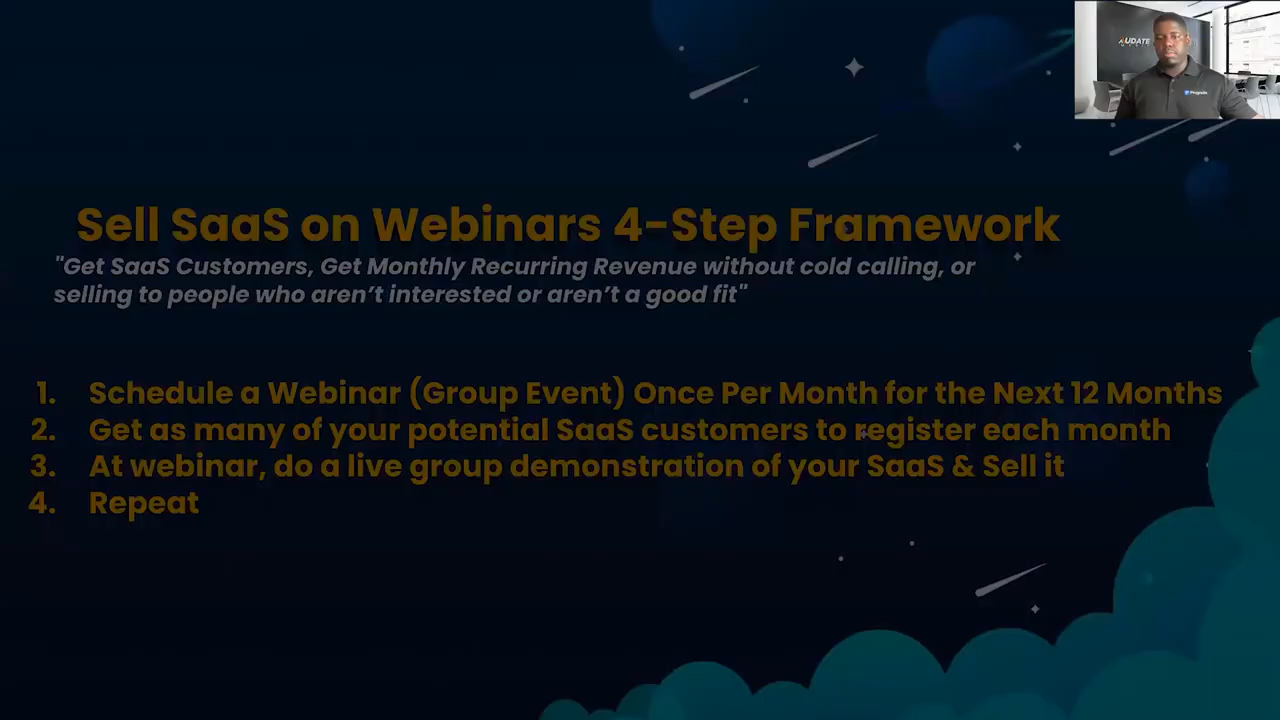 AUDATE
Progralo
Sell SaaS on Webinars 4-Step Framework
"Get SaaS Customers, Get Monthly Recurring Revenue without cold calling, or
selling to people who aren't interested or aren't a good fit"
1. Schedule a Webinar (Group Event) Once Per Month for the Next 12 Months
2. Get as many of your potential SaaS customers to register each month
3. At webinar, do a live group demonstration of your SaaS & Sell it
4. Repeat